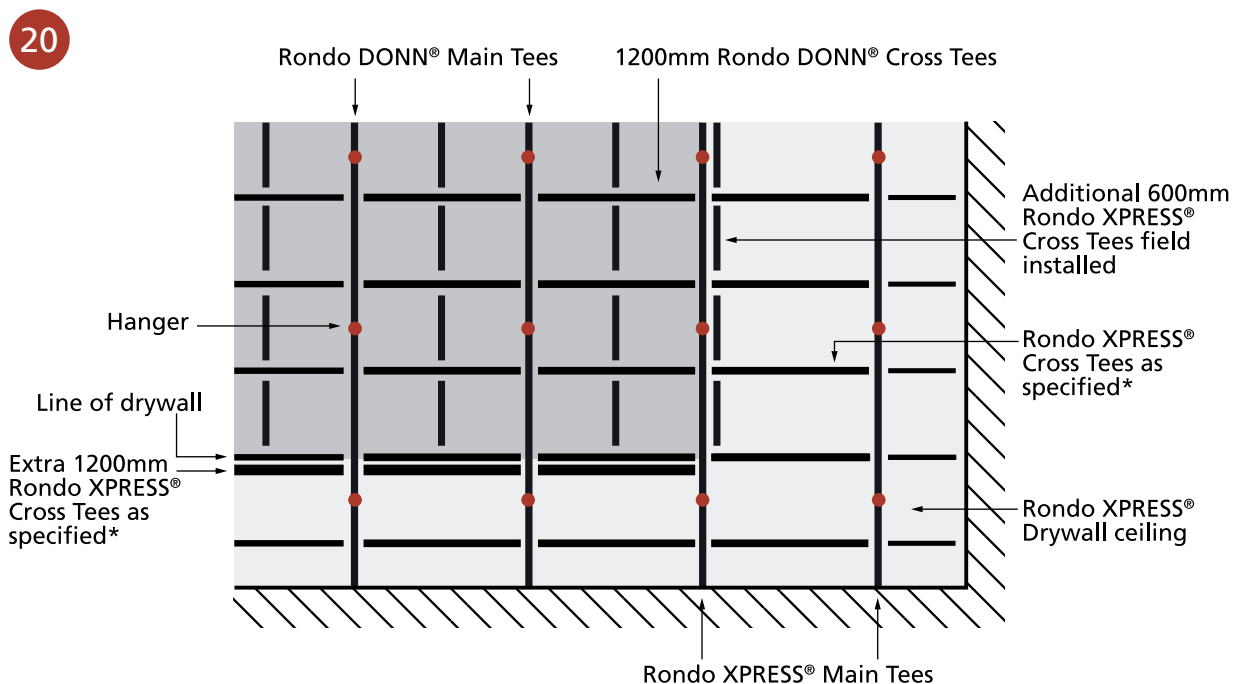 20
Rondo DONN® Main Tees
1200mm Rondo DONN® Cross Tees
Additional 600mm
Rondo XPRESS®
Cross Tees field
installed
Hanger
Rondo XPRESS®
Cross Tees as
specified*
Line of drywall
Extra 1200mm
Rondo XPRESS®
Cross Tees as
specified*
Rondo XPRESS®
Drywall ceiling
Rondo XPRESS® Main Tees